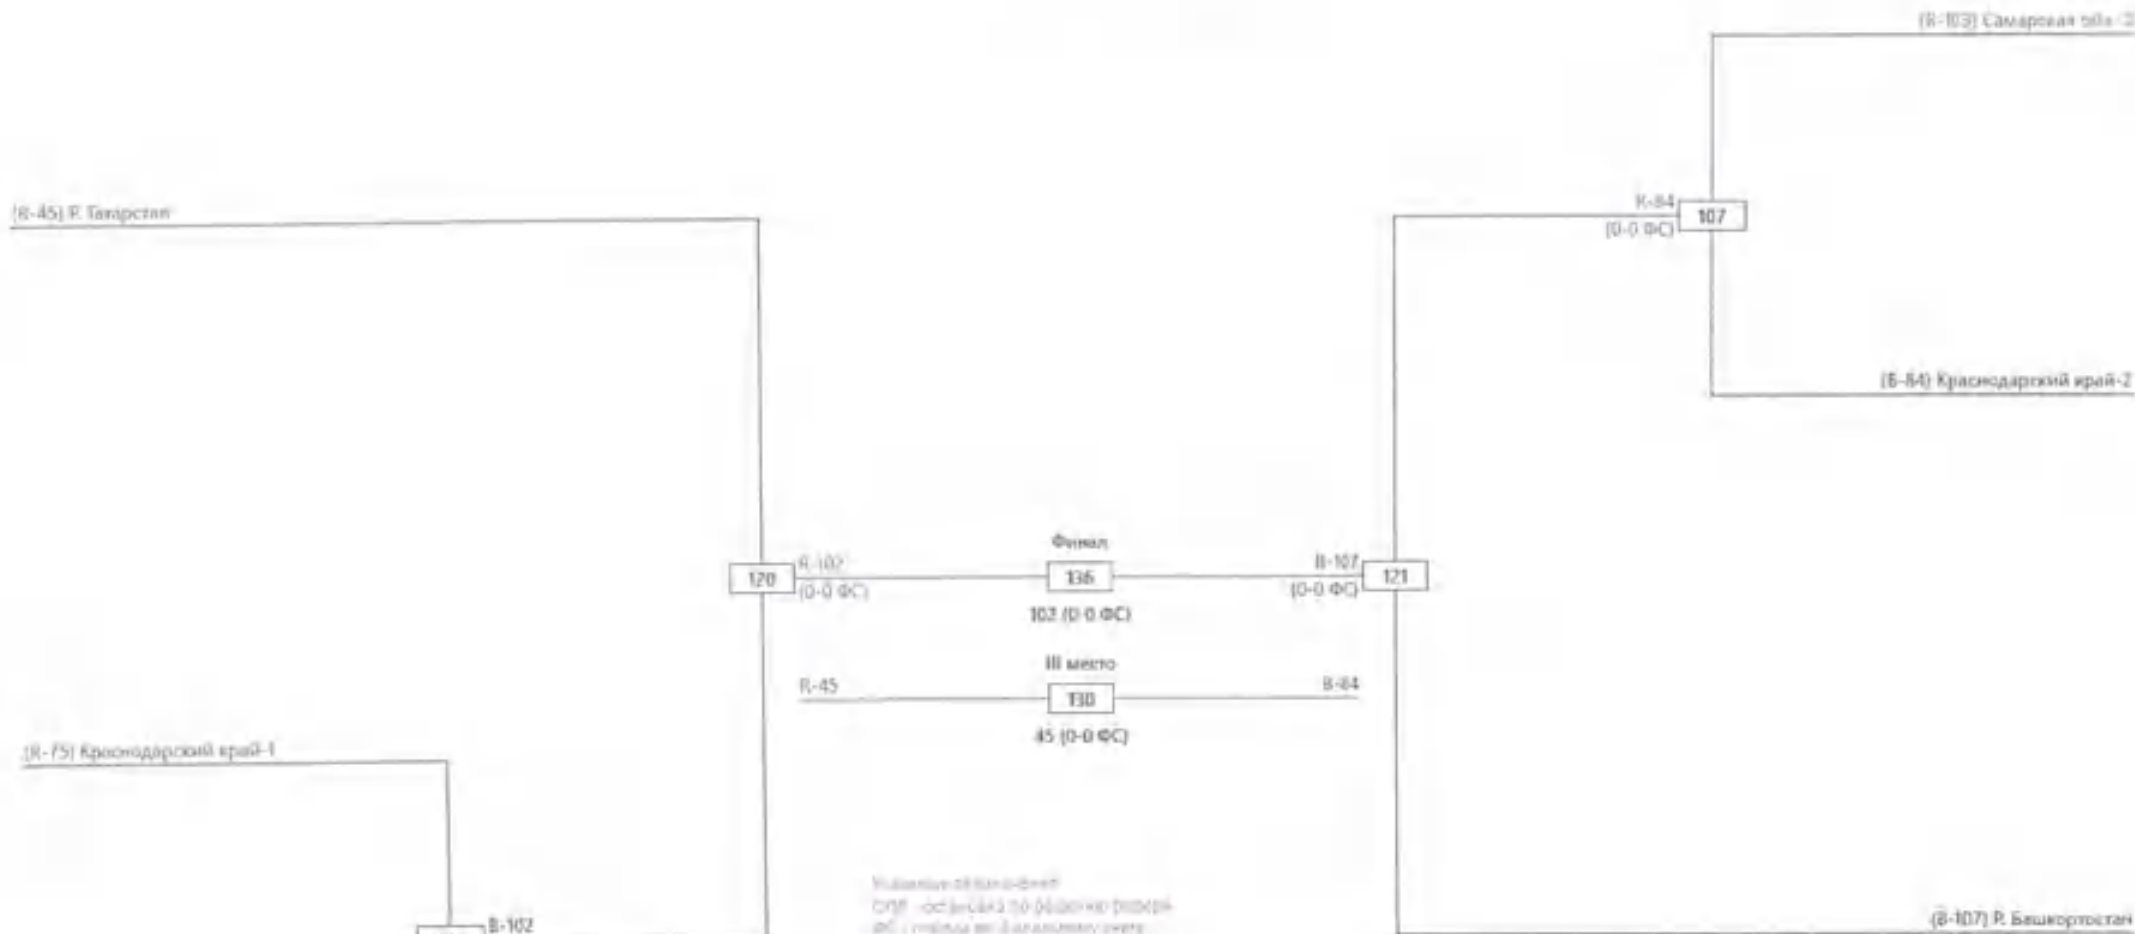 (R-103) Самарская обл.-2
(R-45) Р. Татарстан
R-84
107
(0-0 ФС)
(B-84) Краснодарский край-2
Финал
R-102
136
B-107
120
121
(0-0 ФС)
(0-0 ФС)
102 (0-0 ФС)
III место
R-45
130
B-84
45 (0-0 ФС)
(R-75) Краснодарский край-1
B-102
(B-107) Р. Башкортостан